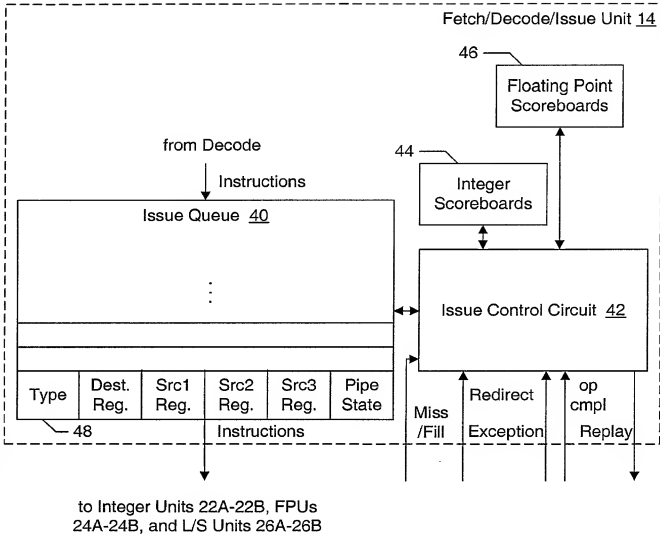 Fetch/Decode/Issue Unit 14
46
Floating Point
Scoreboards
from Decode
44
Instructions
Integer
Scoreboards
Issue Queue 40
Issue Control Circuit 42
Type
Dest.
Reg.
Src1
Reg.
Src2
Reg.
Src3
Reg.
Pipe
State
48
Instructions
Miss
/Fill
Redirect
Exception
op
cmpl
Replay
to Integer Units 22A-22B, FPUs
24A-24B, and L/S Units 26A-26B